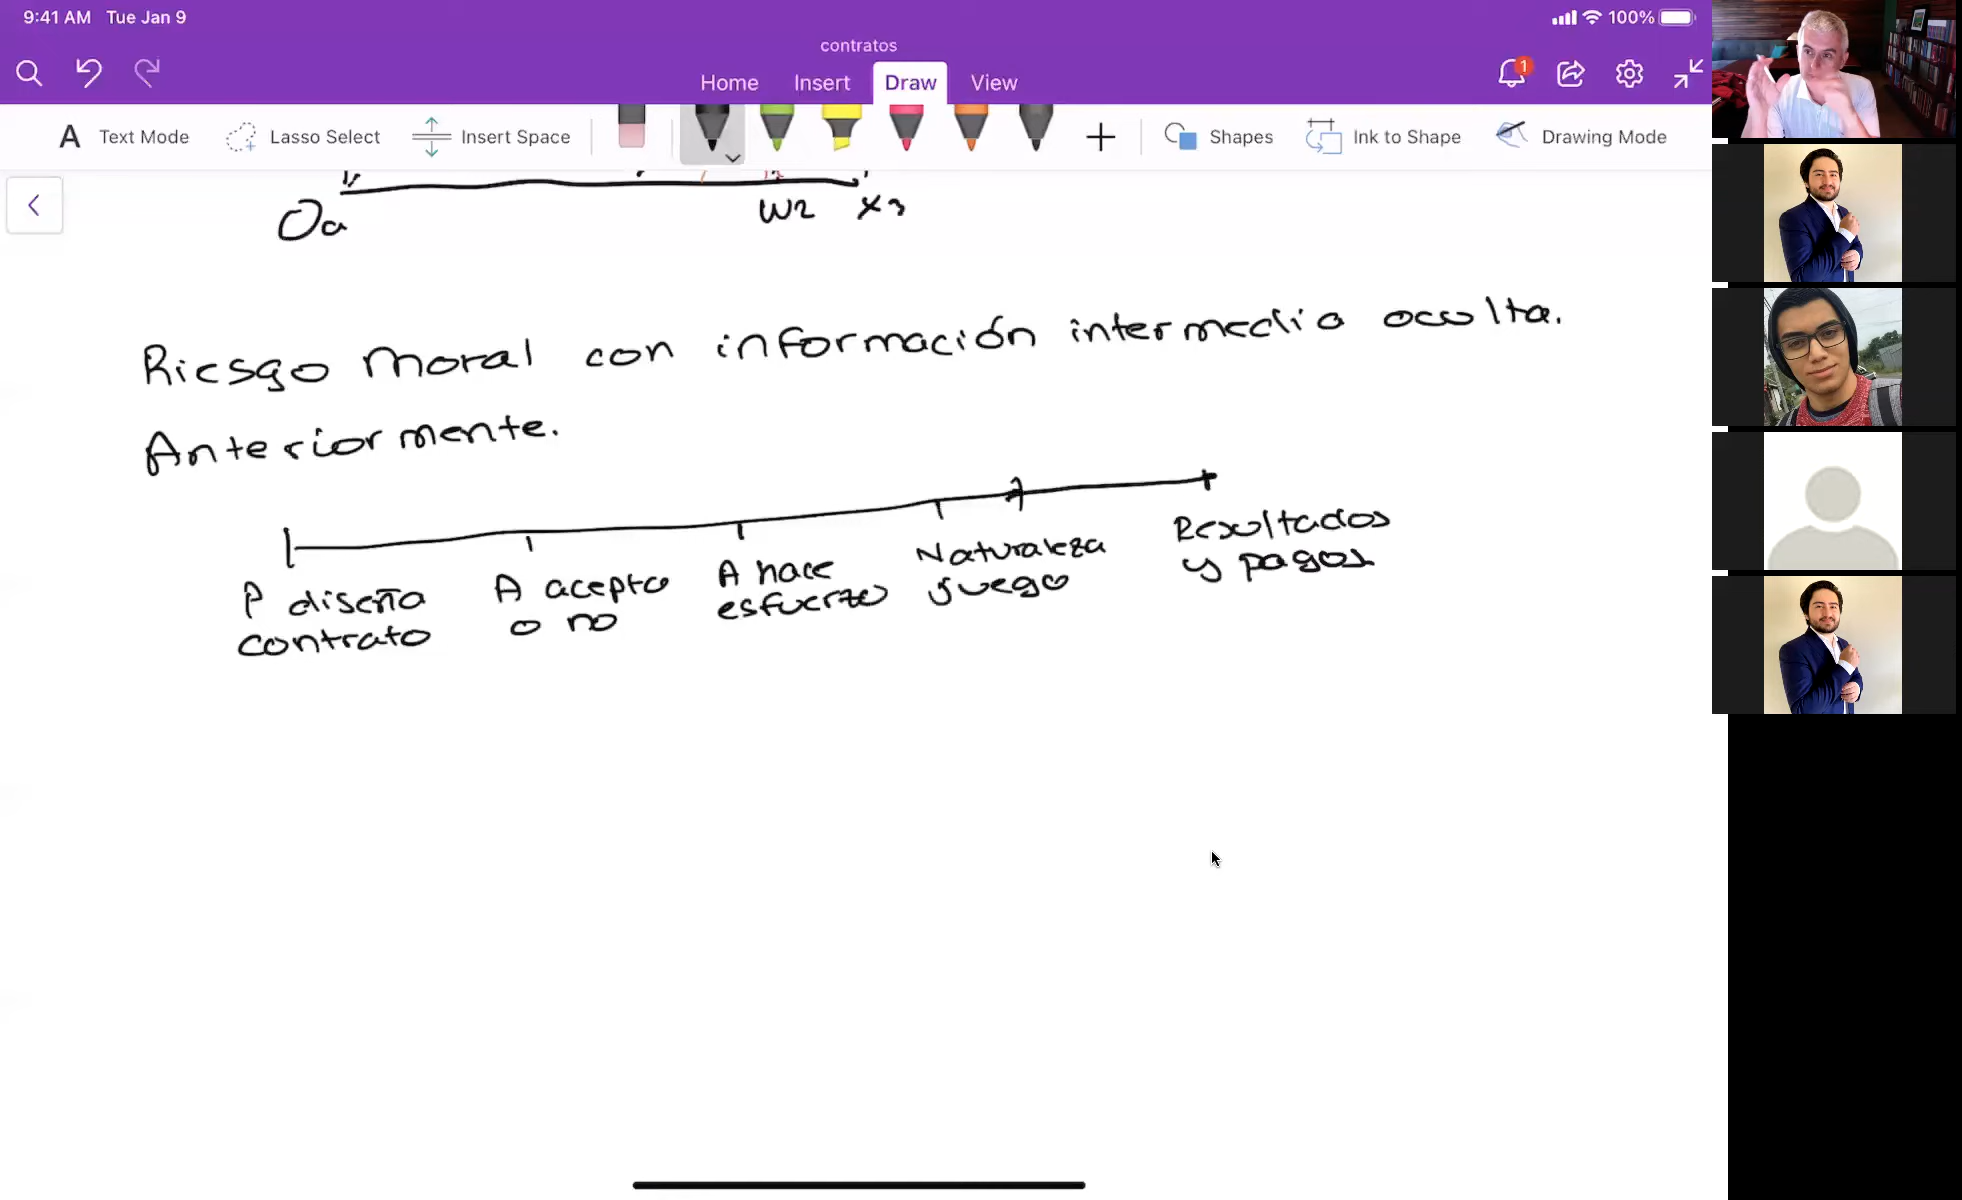 9:41 AM Tue Jan 9
100%
contratos
Home Insert Draw View
1
A Text Mode Lasso Select Insert Space Shapes Ink to Shape Drawing Mode
Oa
w2 x3
Riesgo moral con información intermedia oculta.
Anteriormente.
P diseña
contrato
A acepta
o no
A hace
esfuerzo
Naturaleza
juega
Resultados
y pagos